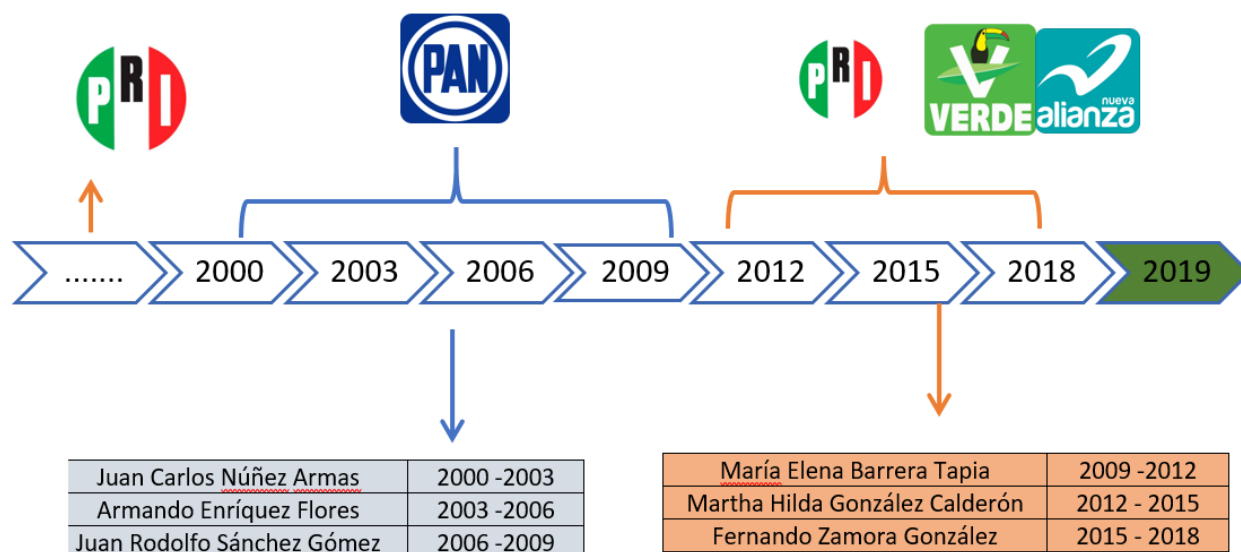 PRI
PAN
PRI
VERDE
nueva
alianza
.......
2000
2003
2006
2009
2012
2015
2018
2019
Juan Carlos Núñez Armas 2000 -2003
Armando Enríquez Flores 2003 -2006
Juan Rodolfo Sánchez Gómez 2006 -2009
María Elena Barrera Tapia 2009 -2012
Martha Hilda González Calderón 2012 - 2015
Fernando Zamora González 2015 - 2018